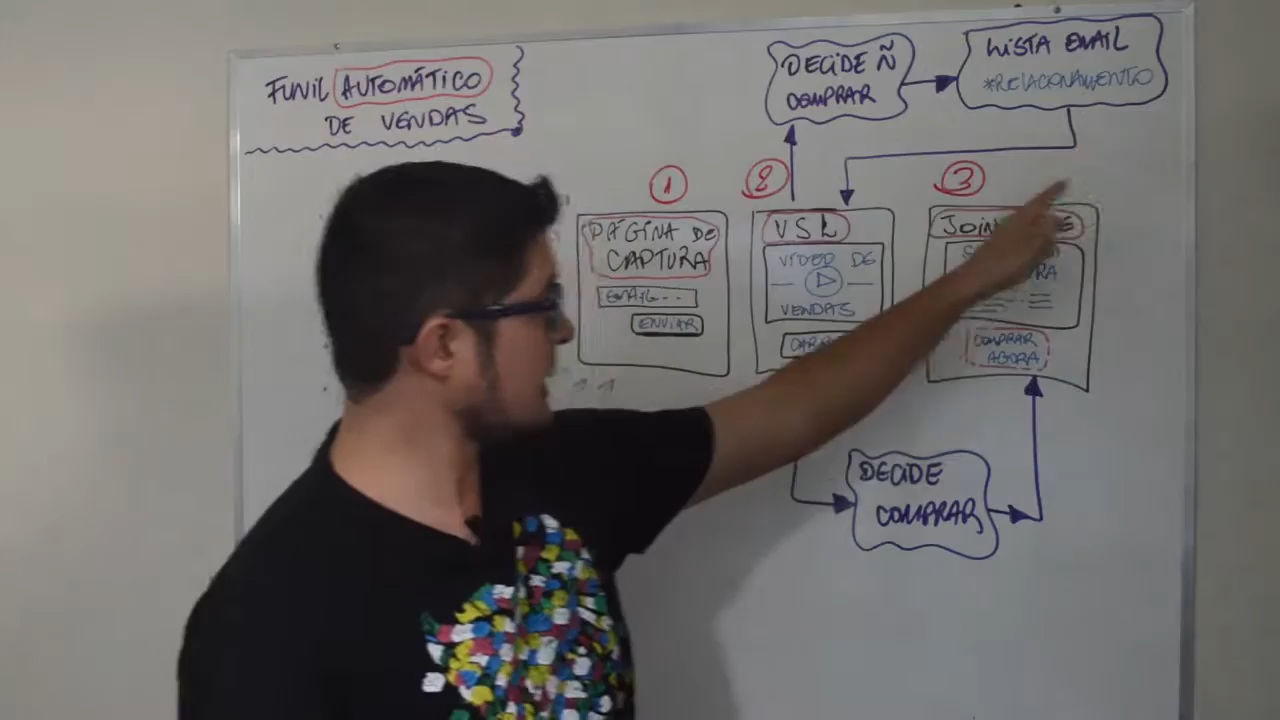 FUNIL AUTOMÁTICO
DE VENDAS
DECIDE Ñ
COMPRAR
LISTA EMAIL
*RELACIONAMENTO
1
2
3
PÁGINA DE
CAPTURA
EMAIL...
ENVIAR
VSL
VÍDEO DE
VENDAS
COMPRAR
AGORA
DECIDE
COMPRAR